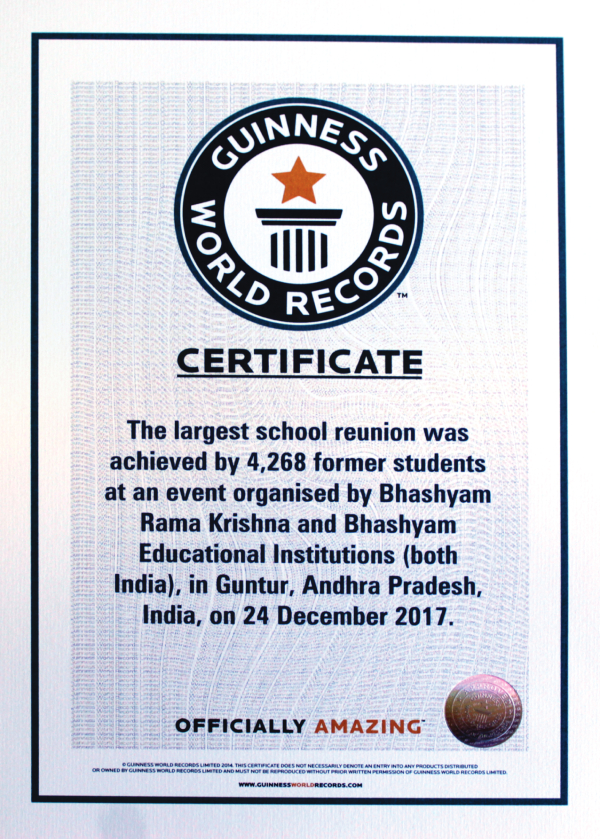 GUINNESS
WORLD RECORDS
TM
CERTIFICATE
The largest school reunion was
achieved by 4,268 former students
at an event organised by Bhashyam
Rama Krishna and Bhashyam
Educational Institutions (both
India), in Guntur, Andhra Pradesh,
India, on 24 December 2017.
OFFICIALLY AMAZING™
© GUINNESS WORLD RECORDS LIMITED 2014. THIS CERTIFICATE DOES NOT NECESSARILY DENOTE AN ENTRY INTO ANY PRODUCTS DISTRIBUTED
OR OWNED BY GUINNESS WORLD RECORDS LIMITED AND MUST NOT BE REPRODUCED WITHOUT PRIOR WRITTEN PERMISSION OF GUINNESS WORLD RECORDS LIMITED.
WWW.GUINNESSWORLDRECORDS.COM